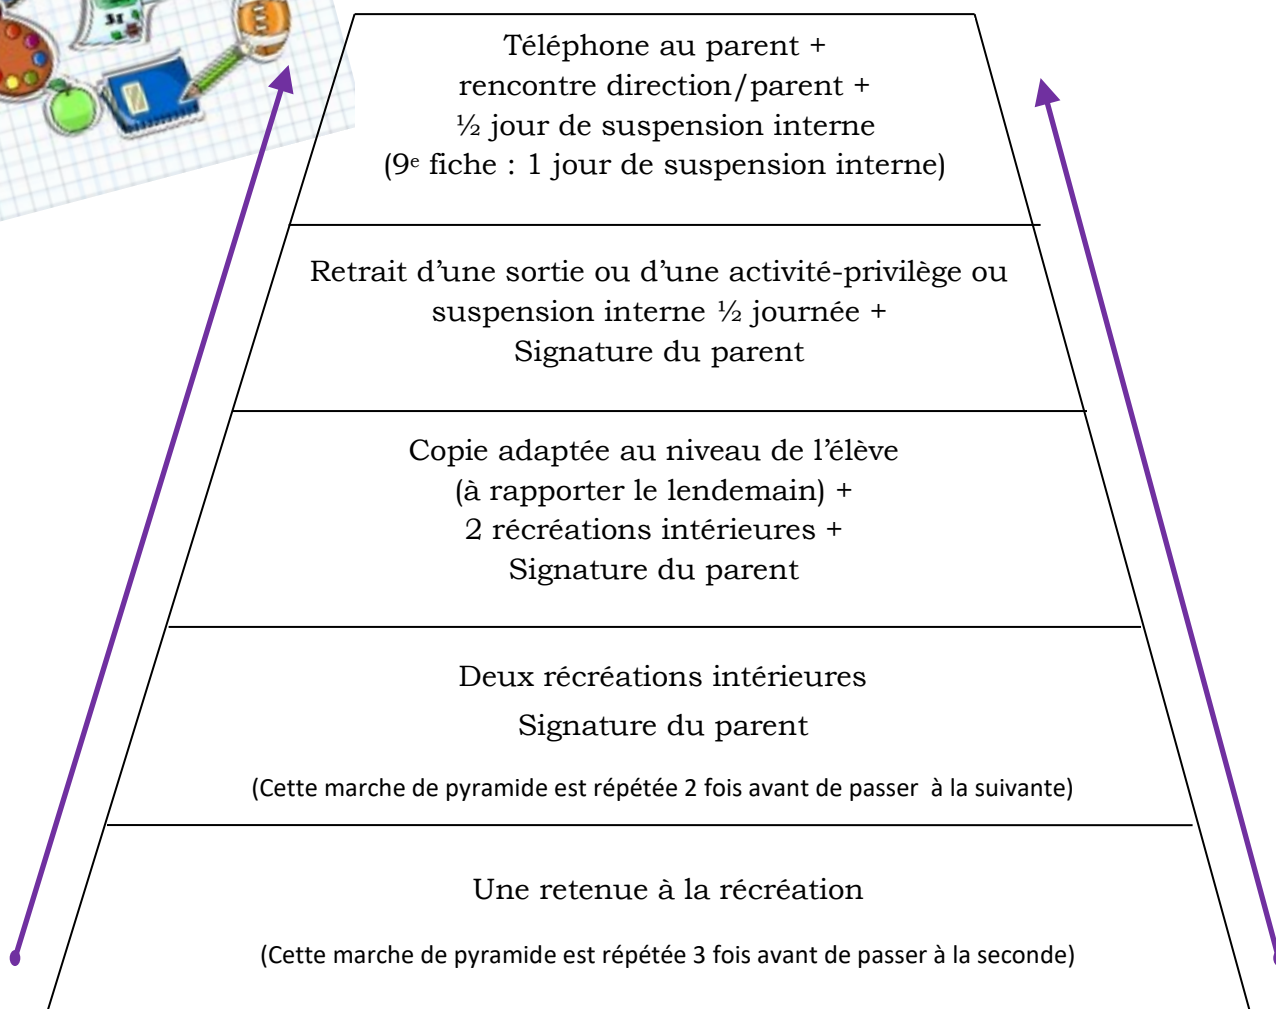 31
Téléphone au parent +
rencontre direction/parent +
½ jour de suspension interne
(9e fiche : 1 jour de suspension interne)
Retrait d’une sortie ou d’une activité-privilège ou
suspension interne ½ journée +
Signature du parent
Copie adaptée au niveau de l’élève
(à rapporter le lendemain) +
2 récréations intérieures +
Signature du parent
Deux récréations intérieures
Signature du parent
(Cette marche de pyramide est répétée 2 fois avant de passer  à la suivante)
Une retenue à la récréation
(Cette marche de pyramide est répétée 3 fois avant de passer à la seconde)